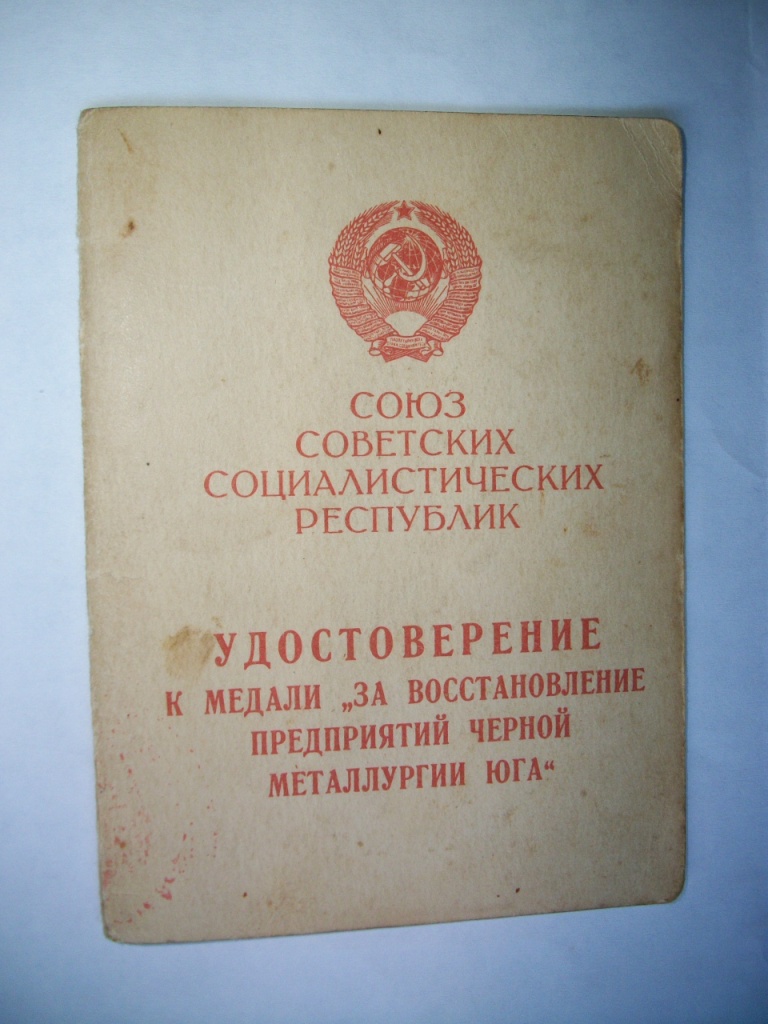 СОЮЗ
СОВЕТСКИХ
СОЦИАЛИСТИЧЕСКИХ
РЕСПУБЛИК
УДОСТОВЕРЕНИЕ
К МЕДАЛИ „ЗА ВОССТАНОВЛЕНИЕ
ПРЕДПРИЯТИЙ ЧЕРНОЙ
МЕТАЛЛУРГИИ ЮГА“